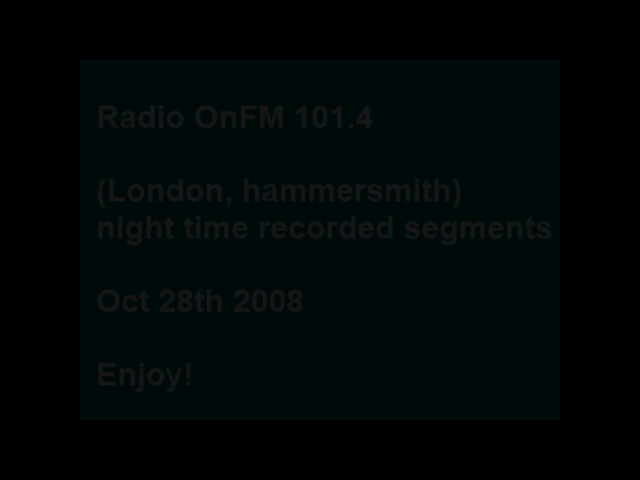 Radio OnFM 101.4
(London, hammersmith)
night time recorded segments
Oct 28th 2008
Enjoy!